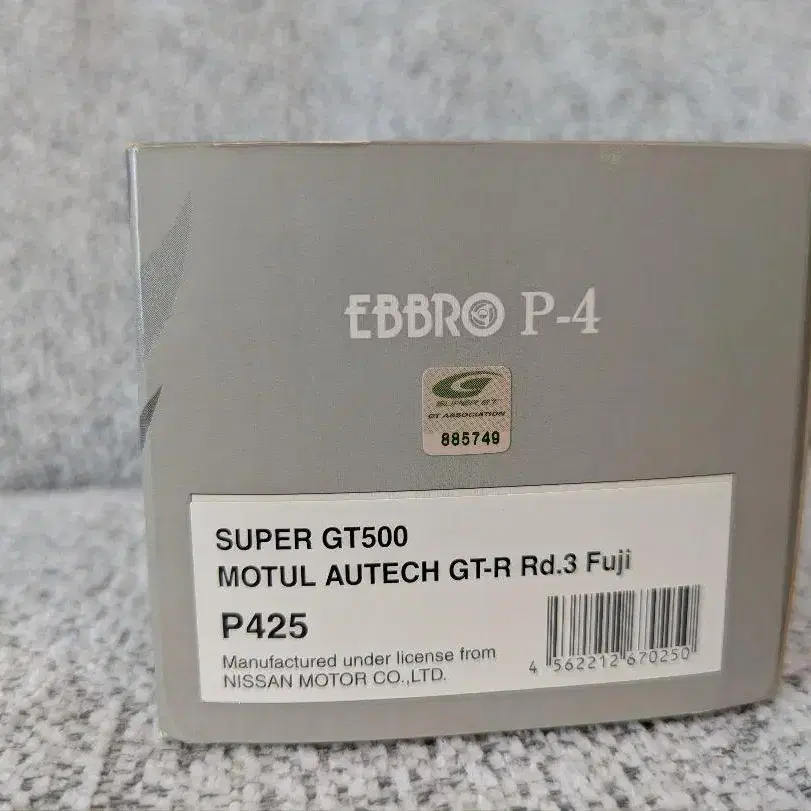 EBBRO P-4
SUPER GT
GT ASSOCIATION
885749
SUPER GT500
MOTUL AUTECH GT-R Rd.3 Fuji
P425
Manufactured under license from
NISSAN MOTOR CO.,LTD.
4 562212 670250